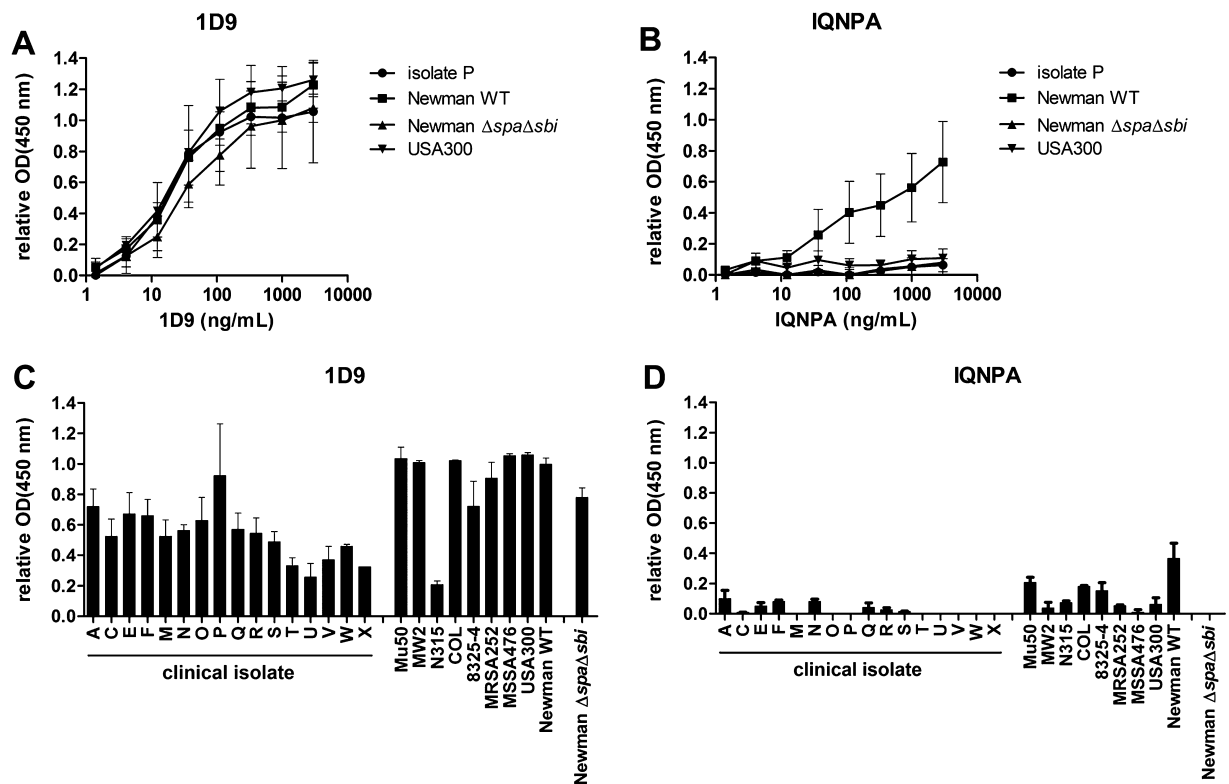 A
1D9
relative OD(450 nm)
1.4
1.2
1.0
0.8
0.6
0.4
0.2
0.0
1
10
100
1000
10000
1D9 (ng/mL)
isolate P
Newman WT
Newman ΔspaΔsbi
USA300
B
IQNPA
relative OD(450 nm)
1.4
1.2
1.0
0.8
0.6
0.4
0.2
0.0
1
10
100
1000
10000
IQNPA (ng/mL)
isolate P
Newman WT
Newman ΔspaΔsbi
USA300
C
1D9
relative OD(450 nm)
1.4
1.2
1.0
0.8
0.6
0.4
0.2
0.0
A
C
E
F
M
N
O
P
Q
R
S
T
U
V
W
X
clinical isolate
Mu50
MW2
N315
COL
8325-4
MRSA252
MSSA476
USA300
Newman WT
Newman ΔspaΔsbi
D
IQNPA
relative OD(450 nm)
1.4
1.2
1.0
0.8
0.6
0.4
0.2
0.0
A
C
E
F
M
N
O
P
Q
R
S
T
U
V
W
X
clinical isolate
Mu50
MW2
N315
COL
8325-4
MRSA252
MSSA476
USA300
Newman WT
Newman ΔspaΔsbi